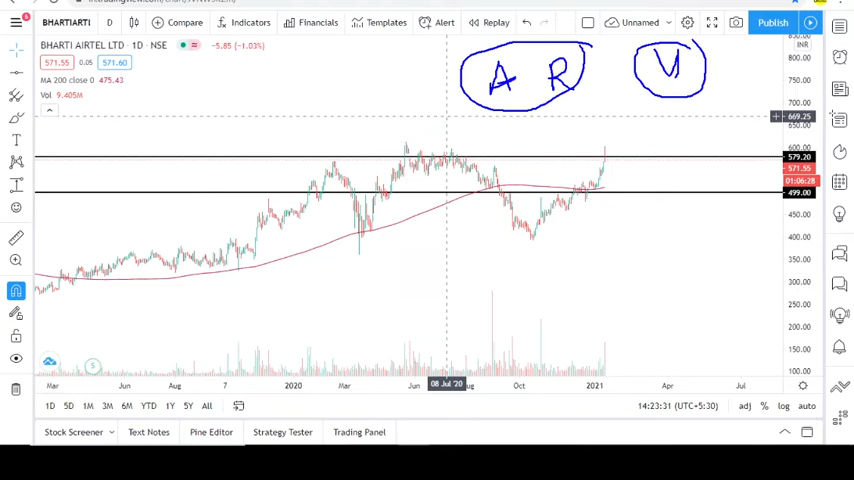 BHARTIARTI D Compare Indicators Financials Templates Alert Replay Unnamed Publish
BHARTI AIRTEL LTD · 1D · NSE −5.85 (−1.03%)
571.55 0.05 571.60
MA 200 close 0 475.43
Vol 9.405M
A R V
INR
800.00
750.00
700.00
669.25
650.00
600.00
579.20
571.55
01:06:28
499.00
450.00
400.00
350.00
300.00
250.00
200.00
150.00
100.00
S
Mar Jun Aug 7 2020 Mar Jun 08 Jul '20 Aug Oct 2021 Apr Jul
1D 5D 1M 3M 6M YTD 1Y 5Y All 14:23:31 (UTC+5:30) adj % log auto
Stock Screener Text Notes Pine Editor Strategy Tester Trading Panel